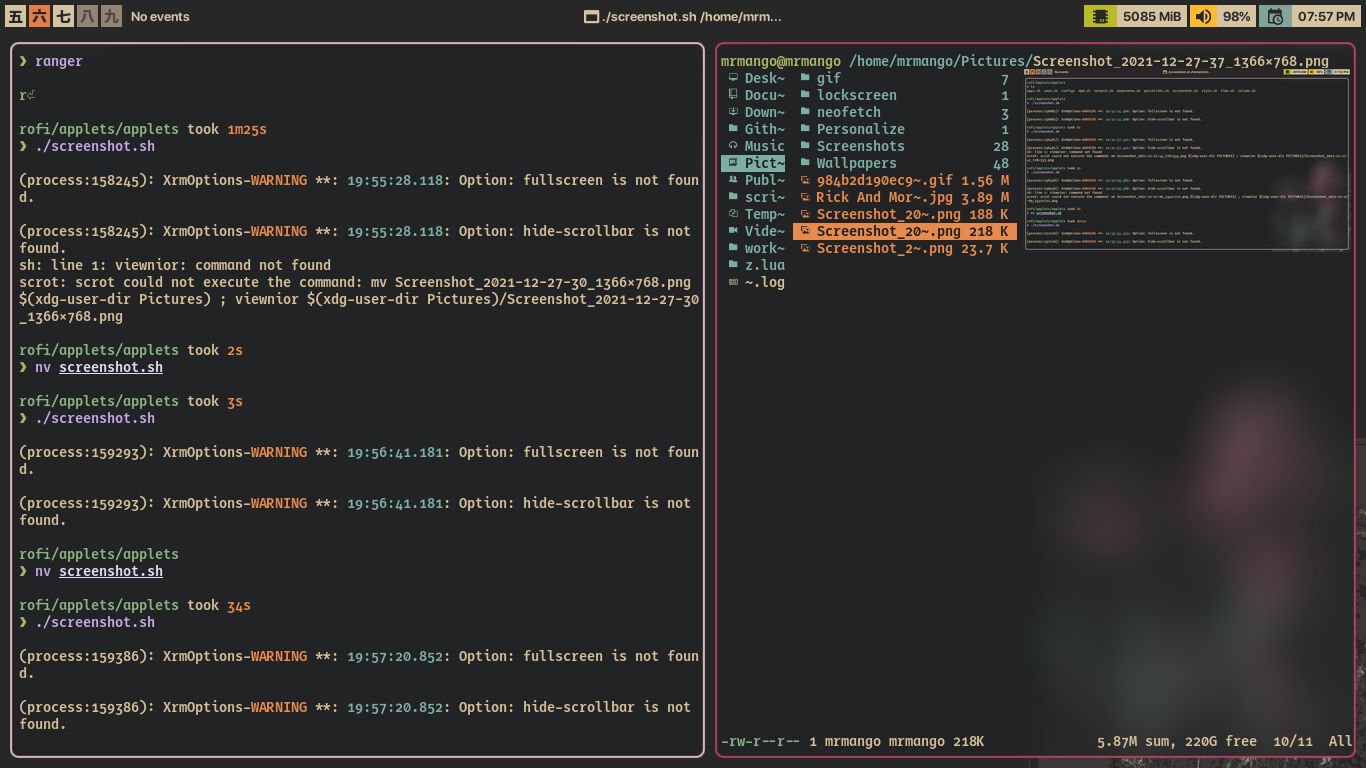 五 六 七 八 九 No events
./screenshot.sh /home/mrm...
5085 MiB 98% 07:57 PM
❯ ranger
r
rofi/applets/applets took 1m25s
❯ ./screenshot.sh
(process:158245): XrmOptions-WARNING **: 19:55:28.118: Option: fullscreen is not foun
d.
(process:158245): XrmOptions-WARNING **: 19:55:28.118: Option: hide-scrollbar is not
found.
sh: line 1: viewnior: command not found
scrot: scrot could not execute the command: mv Screenshot_2021-12-27-30_1366×768.png
$(xdg-user-dir Pictures) ; viewnior $(xdg-user-dir Pictures)/Screenshot_2021-12-27-30
_1366×768.png
rofi/applets/applets took 2s
❯ nv screenshot.sh
rofi/applets/applets took 3s
❯ ./screenshot.sh
(process:159293): XrmOptions-WARNING **: 19:56:41.181: Option: fullscreen is not foun
d.
(process:159293): XrmOptions-WARNING **: 19:56:41.181: Option: hide-scrollbar is not
found.
rofi/applets/applets
❯ nv screenshot.sh
rofi/applets/applets took 34s
❯ ./screenshot.sh
(process:159386): XrmOptions-WARNING **: 19:57:20.852: Option: fullscreen is not foun
d.
(process:159386): XrmOptions-WARNING **: 19:57:20.852: Option: hide-scrollbar is not
found.
mrmango@mrmango /home/mrmango/Pictures/Screenshot_2021-12-27-37_1366×768.png
Desk~
Docu~
Down~
Gith~
Music
Pict~
Publ~
scri~
Temp~
Vide~
work~
z.lua
~.log
gif 7
lockscreen 1
neofetch 3
Personalize 1
Screenshots 28
Wallpapers 48
984b2d190ec9~.gif 1.56 M
Rick And Mor~.jpg 3.89 M
Screenshot_20~.png 188 K
Screenshot_20~.png 218 K
Screenshot_2~.png 23.7 K
-rw-r--r-- 1 mrmango mrmango 218K 5.87M sum, 220G free 10/11 All